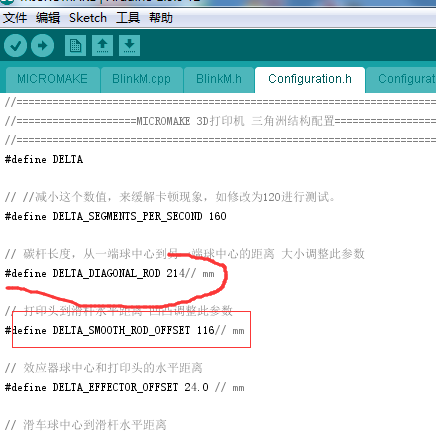 文件 编辑 Sketch 工具 帮助
MICROMAKE BlinkM.cpp BlinkM.h Configuration.h
//====================MICROMAKE 3D打印机 三角洲结构配置=================
#define DELTA
// //减小这个数值，来缓解卡顿现象，如修改为120进行测试。
#define DELTA_SEGMENTS_PER_SECOND 160
// 碳杆长度，从一端球中心到另一端球中心的距离 大小调整此参数
#define DELTA_DIAGONAL_ROD 214// mm
// 打印头到滑杆水平距离 凹凸调整此参数
#define DELTA_SMOOTH_ROD_OFFSET 116// mm
// 效应器球中心和打印头的水平距离
#define DELTA_EFFECTOR_OFFSET 24.0 // mm
// 滑车球中心到滑杆水平距离